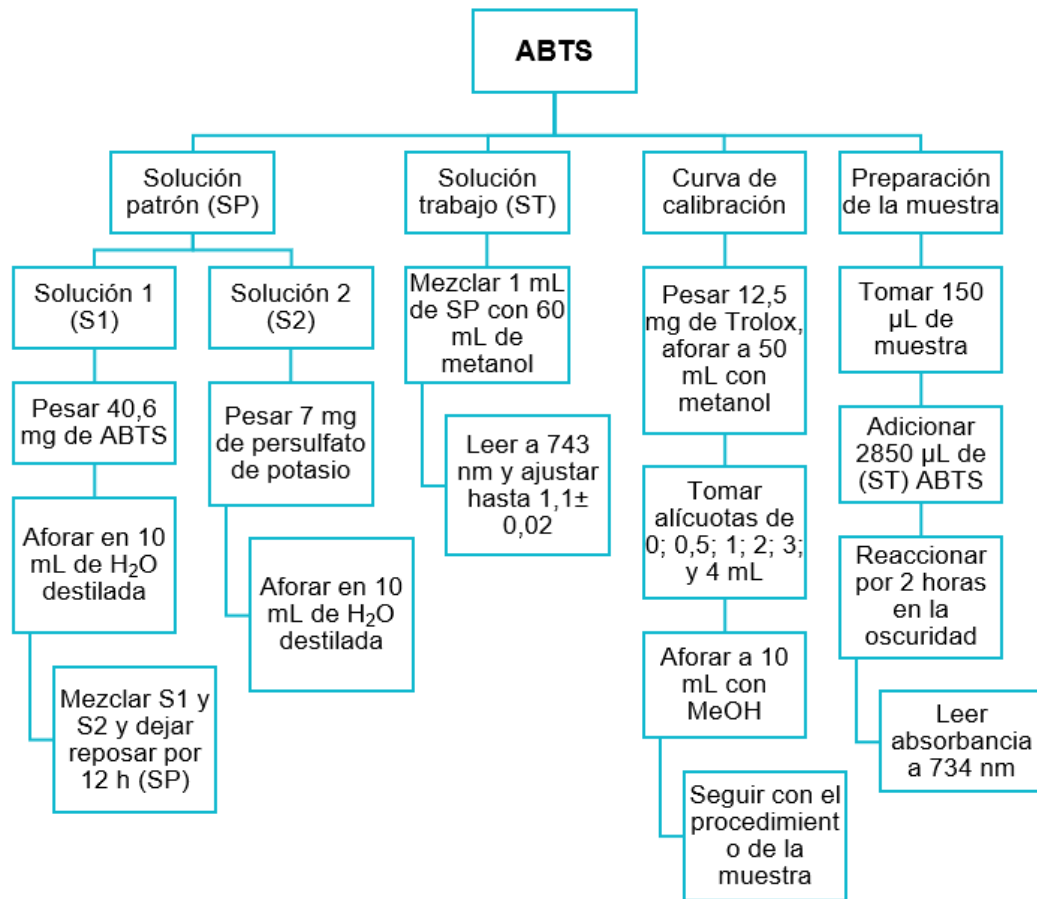 ABTS
Solución
patrón (SP)
Solución 1
(S1)
Pesar 40,6
mg de ABTS
Aforar en 10
mL de H₂O
destilada
Mezclar S1 y
S2 y dejar
reposar por
12 h (SP)
Solución 2
(S2)
Pesar 7 mg
de persulfato
de potasio
Aforar en 10
mL de H₂O
destilada
Solución
trabajo (ST)
Mezclar 1 mL
de SP con 60
mL de
metanol
Leer a 743
nm y ajustar
hasta 1,1±
0,02
Curva de
calibración
Pesar 12,5
mg de Trolox,
aforar a 50
mL con
metanol
Tomar
alícuotas de
0; 0,5; 1; 2; 3;
y 4 mL
Aforar a 10
mL con
MeOH
Seguir con el
procedimient
o de la
muestra
Preparación
de la muestra
Tomar 150
µL de
muestra
Adicionar
2850 µL de
(ST) ABTS
Reaccionar
por 2 horas
en la
oscuridad
Leer
absorbancia
a 734 nm